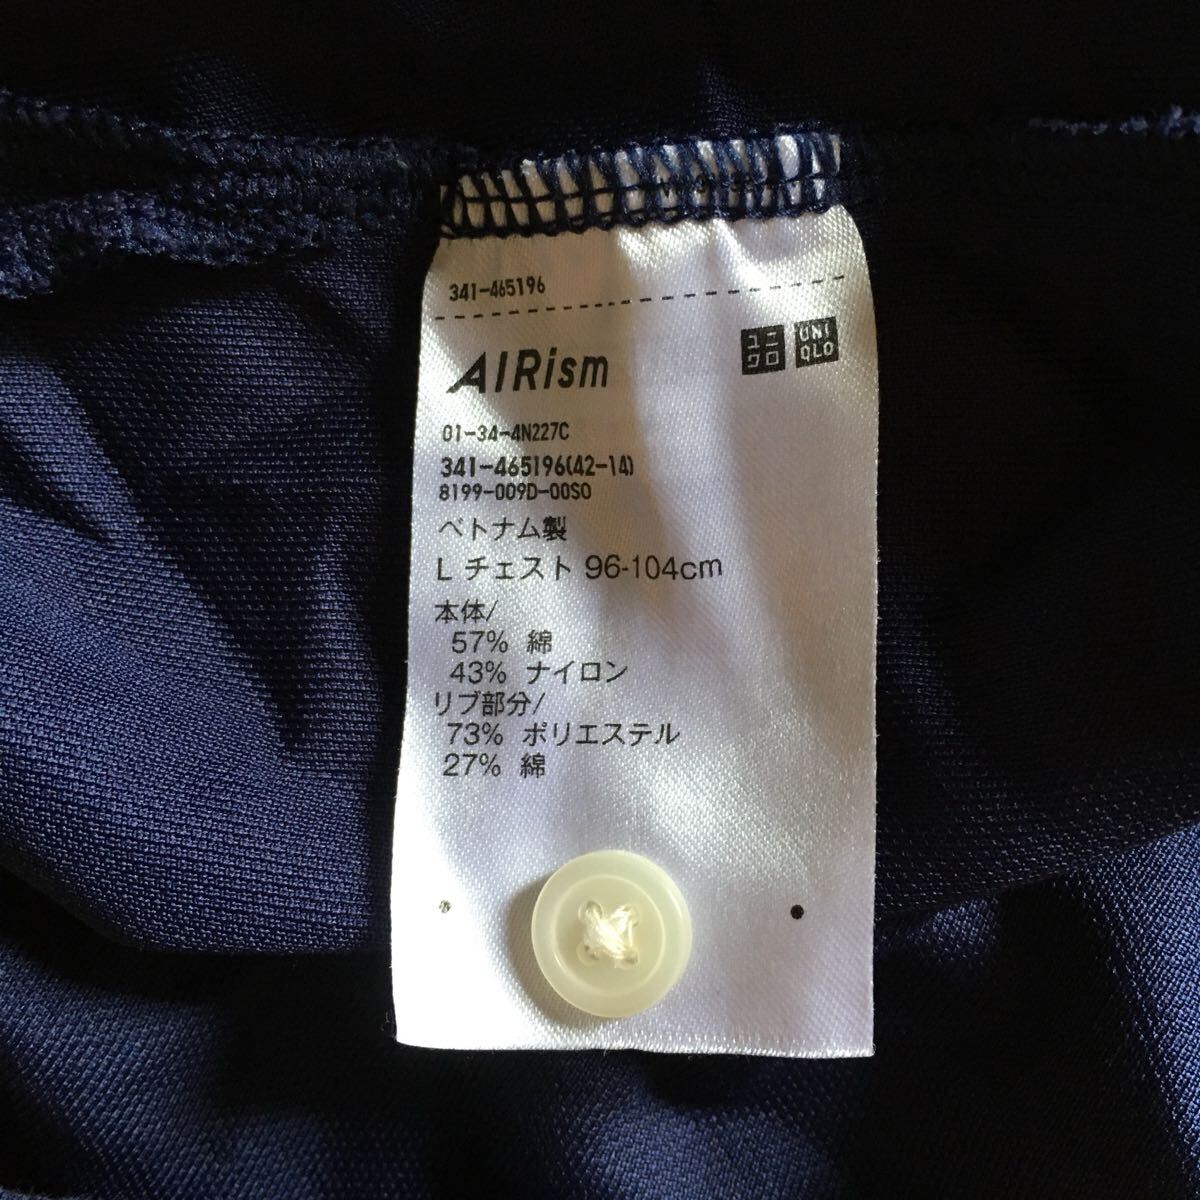 341-465196
AIRism
ユニ
クロ
UNI
QLO
01-34-4N227C
341-465196(42-14)
8199-009D-00S0
ベトナム製
L チェスト 96-104cm
本体/
57% 綿
43% ナイロン
リブ部分/
73% ポリエステル
27% 綿